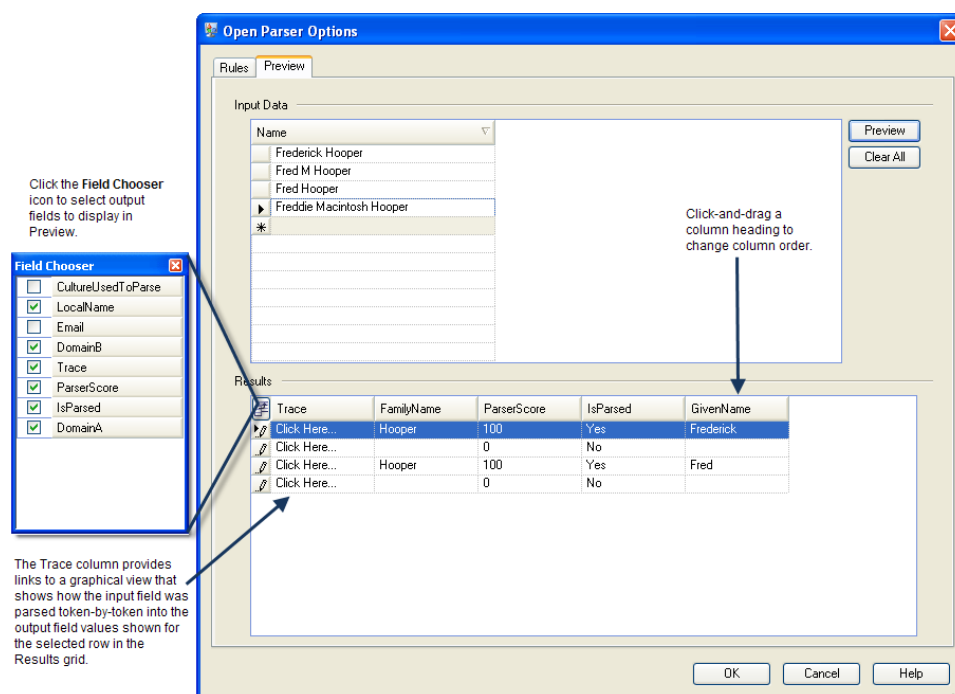 Open Parser Options
Rules
Preview
Input Data
Name
Frederick Hooper
Fred M Hooper
Fred Hooper
Freddie Macintosh Hooper
Preview
Clear All
Click the Field Chooser
icon to select output
fields to display in
Preview.
Click-and-drag a
column heading to
change column order.
Field Chooser
CultureUsedToParse
LocalName
Email
DomainB
Trace
ParserScore
IsParsed
DomainA
Results
Trace FamilyName ParserScore IsParsed GivenName
Click Here... Hooper 100 Yes Frederick
Click Here... 0 No
Click Here... Hooper 100 Yes Fred
Click Here... 0 No
The Trace column provides
links to a graphical view that
shows how the input field was
parsed token-by-token into the
output field values shown for
the selected row in the
Results grid.
OK
Cancel
Help